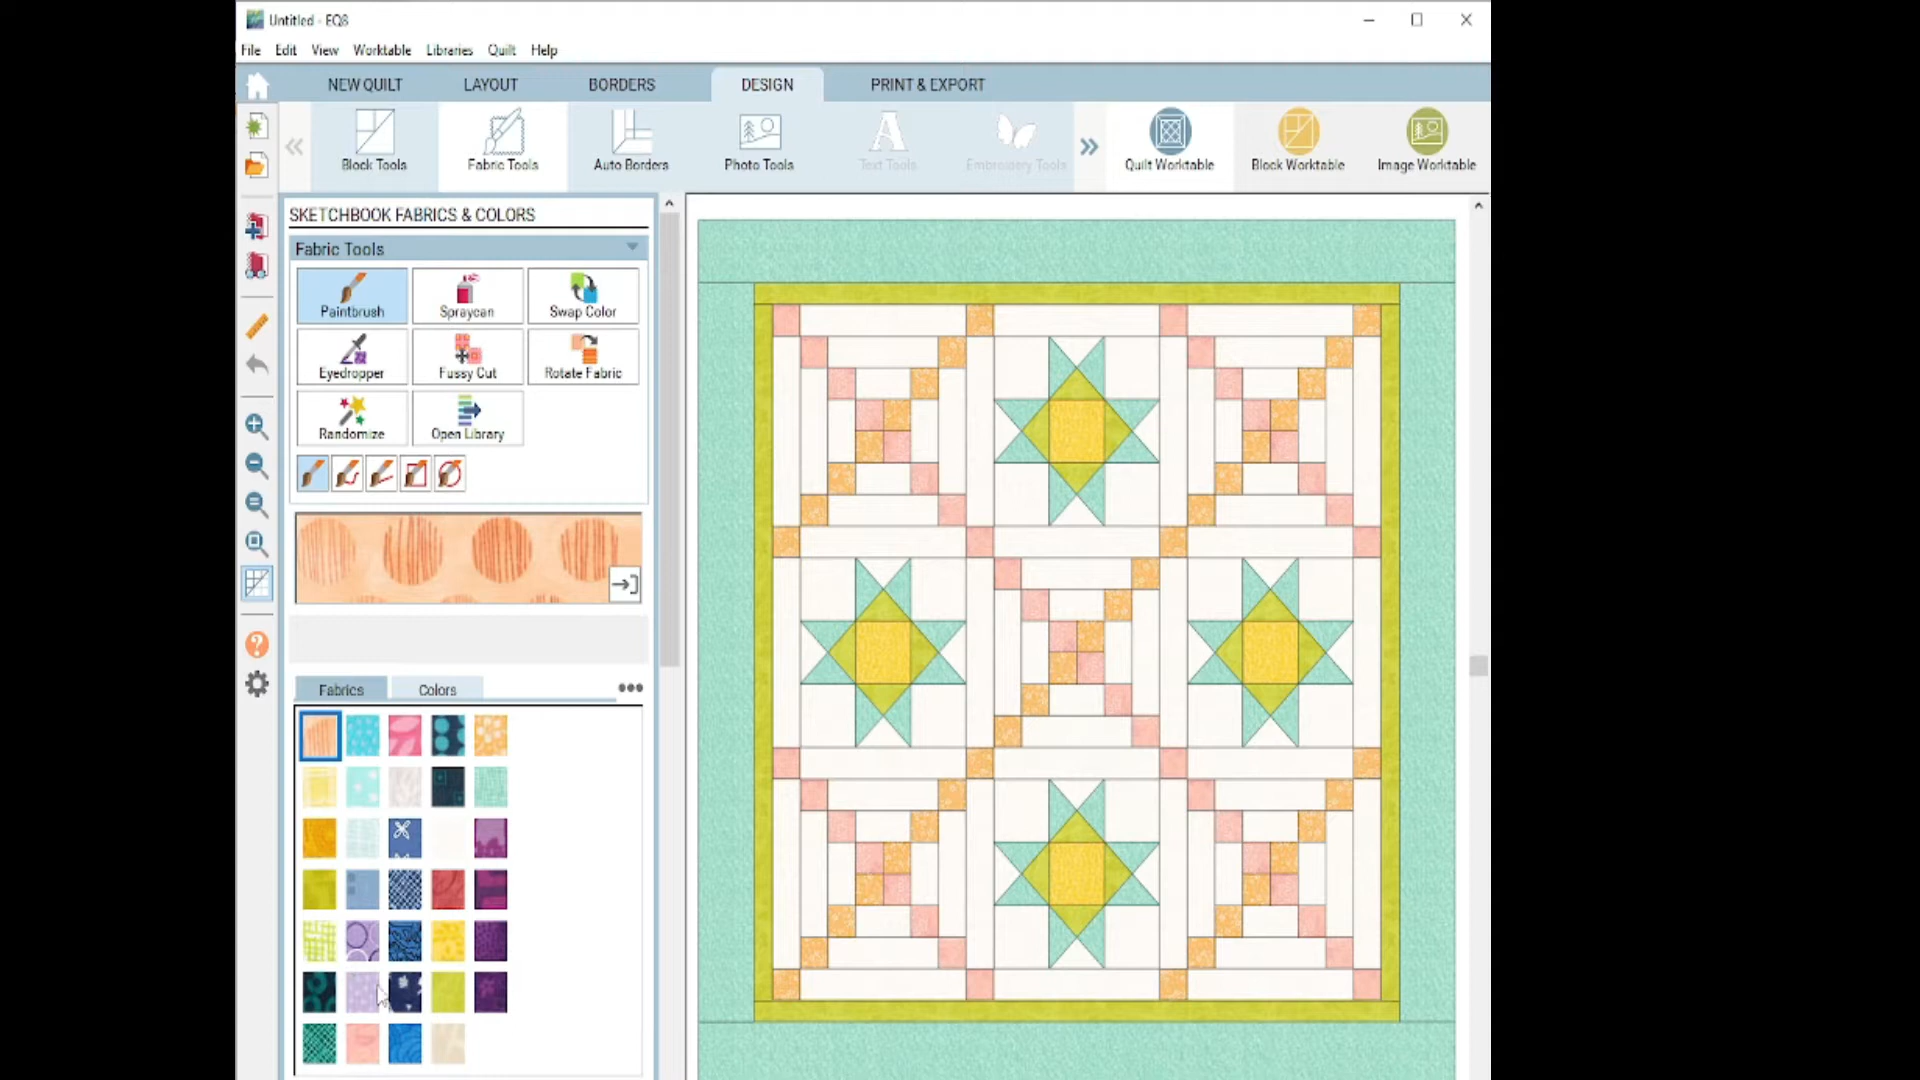 Untitled - EQ8
File Edit View Worktable Libraries Quilt Help
NEW QUILT LAYOUT BORDERS DESIGN PRINT & EXPORT
Block Tools Fabric Tools Auto Borders Photo Tools Text Tools Embroidery Tools Quilt Worktable Block Worktable Image Worktable
SKETCHBOOK FABRICS & COLORS
Fabric Tools
Paintbrush Spraycan Swap Color
Eyedropper Fussy Cut Rotate Fabric
Randomize Open Library
Fabrics Colors